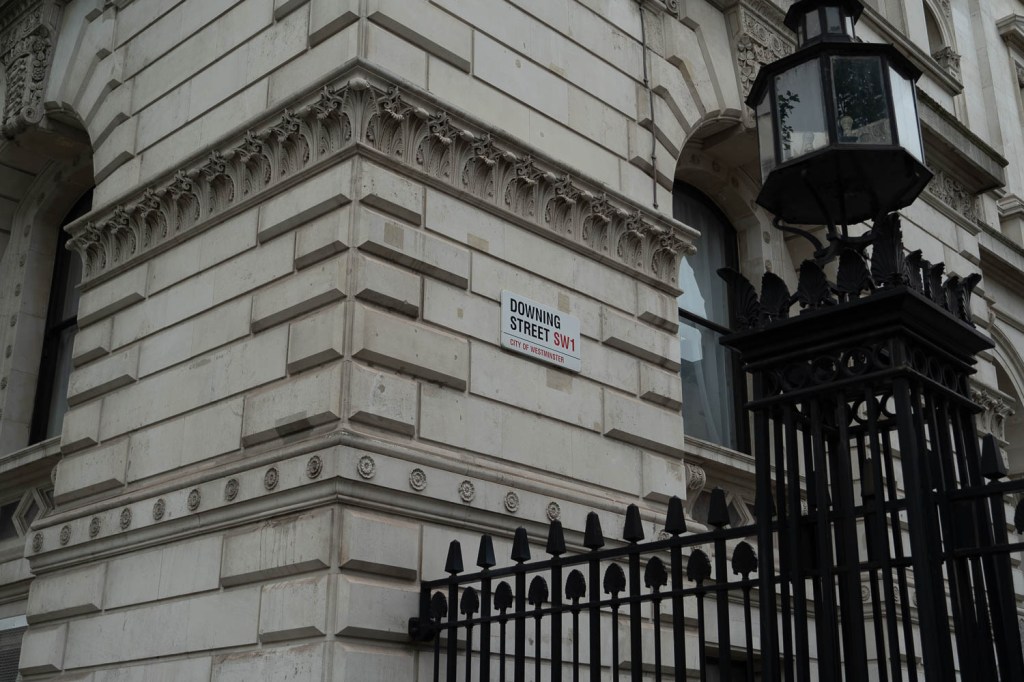 DOWNING
STREET SW1
CITY OF WESTMINSTER